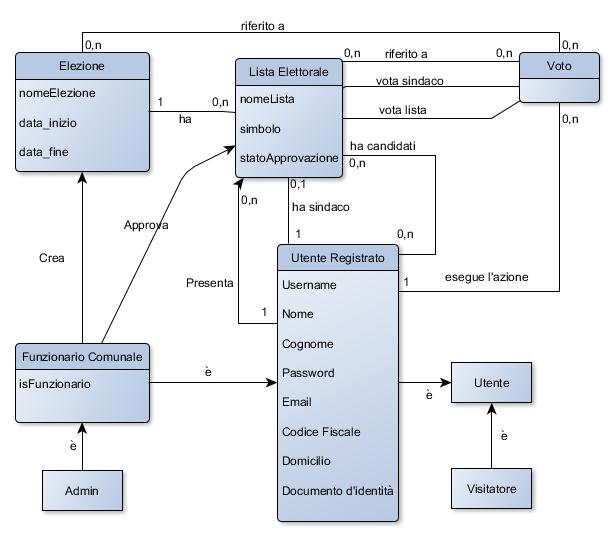 riferito a
0,n
0,n
Elezione
nomeElezione
data_inizio
data_fine
1
0,n
ha
Lista Elettorale
nomeLista
simbolo
statoApprovazione
0,n
riferito a
0,n
vota sindaco
vota lista
Voto
0,n
ha candidati
0,n
0,n
0,1
ha sindaco
1
0,n
Approva
Crea
Presenta
1
Utente Registrato
Username
Nome
Cognome
Password
Email
Codice Fiscale
Domicilio
Documento d'identità
1
esegue l'azione
Funzionario Comunale
isFunzionario
è
è
Utente
è
Admin
è
Visitatore